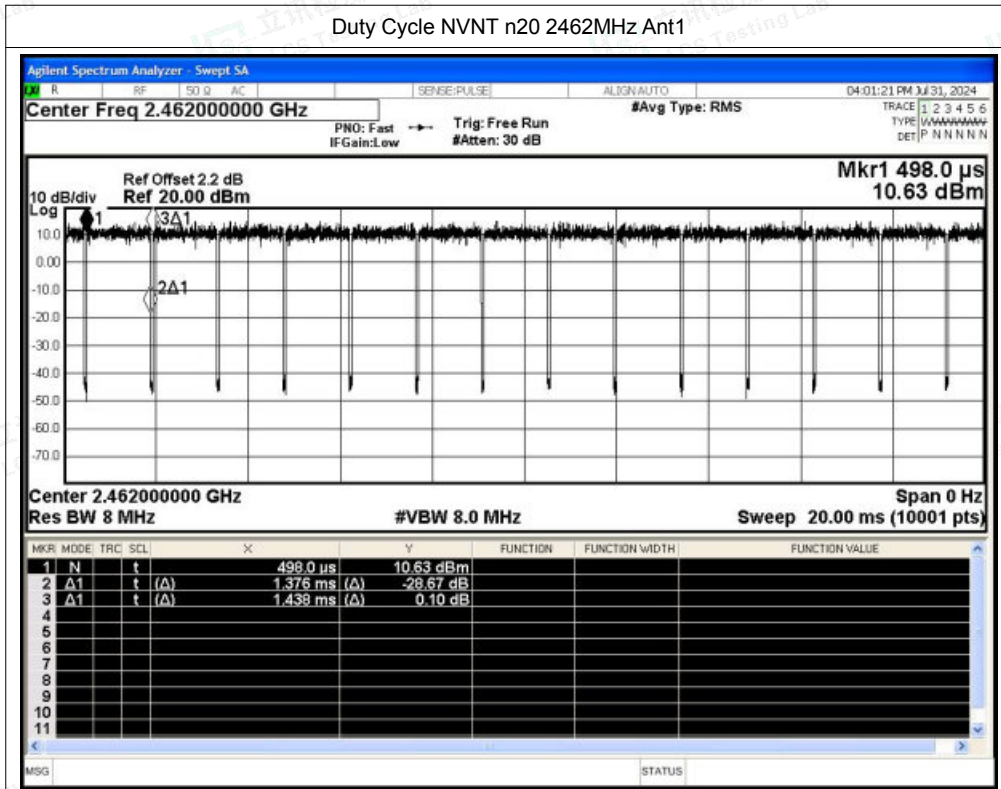 Duty Cycle NVNT n20 2462MHz Ant1
Agilent Spectrum Analyzer - Swept SA
R RF 50 Ω AC SENSE:PULSE ALIGN AUTO 04:01:21 PM Jul 31, 2024
Center Freq 2.462000000 GHz #Avg Type: RMS TRACE 1 2 3 4 5 6
PNO: Fast Trig: Free Run TYPE
IFGain:Low #Atten: 30 dB DET P N N N N N
Mkr1 498.0 µs
Ref Offset 2.2 dB
10 dB/div Ref 20.00 dBm 10.63 dBm
Log
1 3Δ1
10.0
0.00
-10.0 2Δ1
-20.0
-30.0
-40.0
-50.0
-60.0
-70.0
Center 2.462000000 GHz Span 0 Hz
Res BW 8 MHz #VBW 8.0 MHz Sweep 20.00 ms (10001 pts)
MKR MODE TRC SCL X Y FUNCTION FUNCTION WIDTH FUNCTION VALUE
1 N t 498.0 µs 10.63 dBm
2 Δ1 t (Δ) 1.376 ms (Δ) -28.67 dB
3 Δ1 t (Δ) 1.438 ms (Δ) 0.10 dB
4
5
6
7
8
9
10
11
MSG STATUS